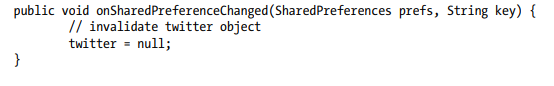 public void onSharedPreferenceChanged(SharedPreferences prefs, String key) {
        // invalidate twitter object
        twitter = null;
}